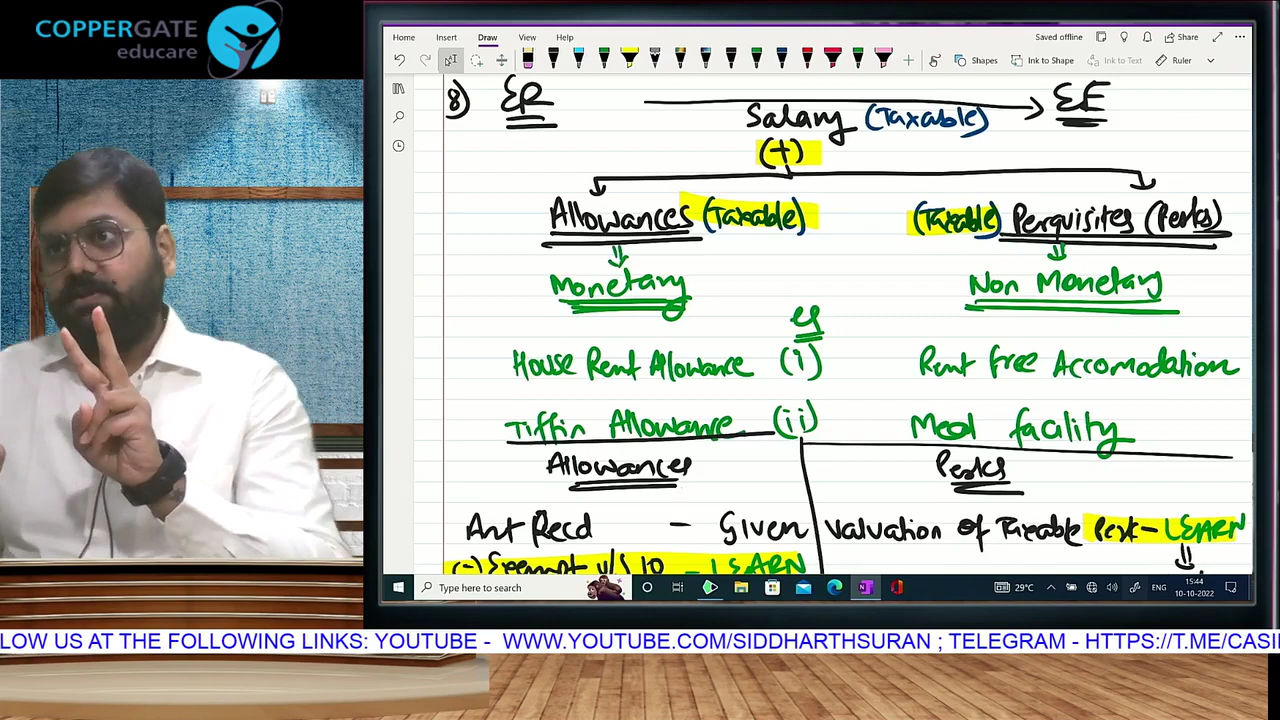 COPPERGATE
educare
Home Insert Draw View Help
Saved offline
Share
Shapes
Ink to Shape
Ink to Text
Ruler
8) ER → EE
Salary (Taxable)
(+)
Allowances (Taxable)
(Taxable) Perquisites (Perks)
Monetary
Non Monetary
eg
House Rent Allowance (i) Rent free Accomodation
Tiffin Allowance (ii) Meal facility
Allowances
Perks
Amt Recd - Given
Valuation of Taxable Perk - LEARN
(-) Exempt u/s 10 - LEARN
Type here to search
29°C
ENG
15:44
10-10-2022
LOW US AT THE FOLLOWING LINKS: YOUTUBE - WWW.YOUTUBE.COM/SIDDHARTHSURAN ; TELEGRAM - HTTPS://T.ME/CASI